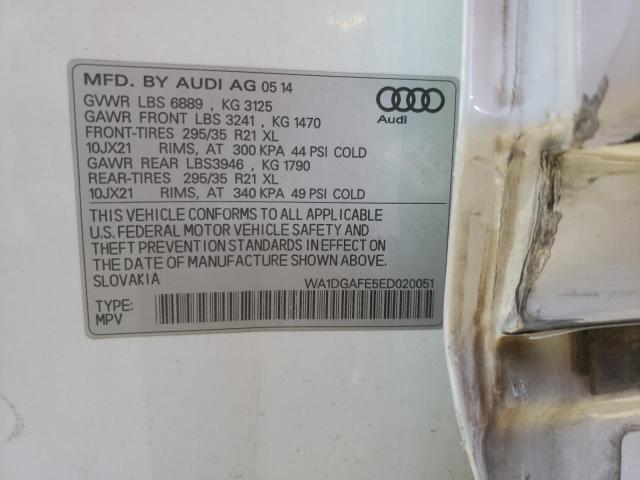 MFD. BY AUDI AG 05 14
GVWR LBS 6889 , KG 3125
GAWR FRONT LBS 3241 , KG 1470
FRONT-TIRES 295/35 R21 XL
10JX21 RIMS, AT 300 KPA 44 PSI COLD
GAWR REAR LBS3946 , KG 1790
REAR-TIRES 295/35 R21 XL
10JX21 RIMS, AT 340 KPA 49 PSI COLD
Audi
THIS VEHICLE CONFORMS TO ALL APPLICABLE
U.S. FEDERAL MOTOR VEHICLE SAFETY AND
THEFT PREVENTION STANDARDS IN EFFECT ON
THE DATE OF MANUFACTURE SHOWN ABOVE.
SLOVAKIA WA1DGAFE5ED020051
TYPE:
MPV